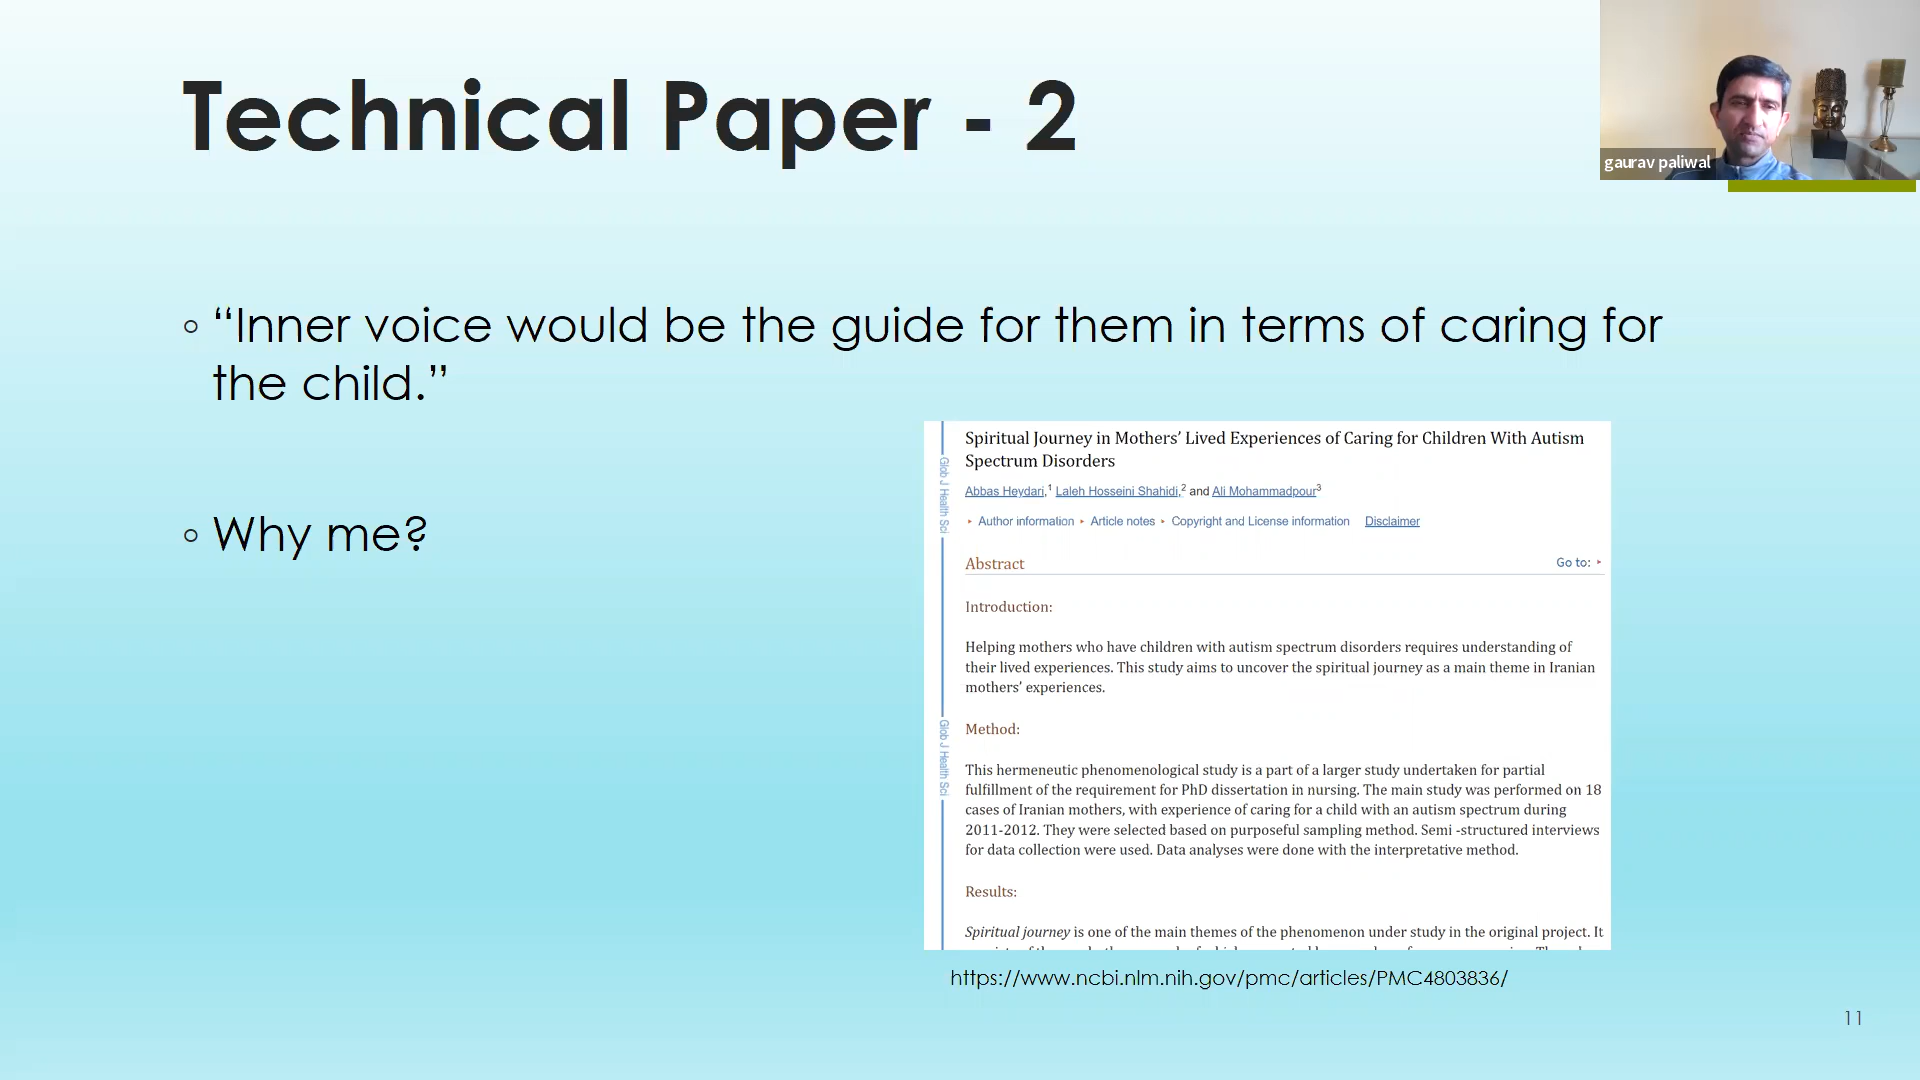 Technical Paper - 2
gaurav paliwal
◦ “Inner voice would be the guide for them in terms of caring for
the child.”
◦ Why me?
Glob J Health Sci
Glob J Health Sci
Spiritual Journey in Mothers’ Lived Experiences of Caring for Children With Autism
Spectrum Disorders
Abbas Heydari,1 Laleh Hosseini Shahidi,2 and Ali Mohammadpour3
▸ Author information ▸ Article notes ▸ Copyright and License information Disclaimer
Abstract Go to: ▸
Introduction:
Helping mothers who have children with autism spectrum disorders requires understanding of
their lived experiences. This study aims to uncover the spiritual journey as a main theme in Iranian
mothers’ experiences.
Method:
This hermeneutic phenomenological study is a part of a larger study undertaken for partial
fulfillment of the requirement for PhD dissertation in nursing. The main study was performed on 18
cases of Iranian mothers, with experience of caring for a child with an autism spectrum during
2011-2012. They were selected based on purposeful sampling method. Semi -structured interviews
for data collection were used. Data analyses were done with the interpretative method.
Results:
Spiritual journey is one of the main themes of the phenomenon under study in the original project. It
https://www.ncbi.nlm.nih.gov/pmc/articles/PMC4803836/
11